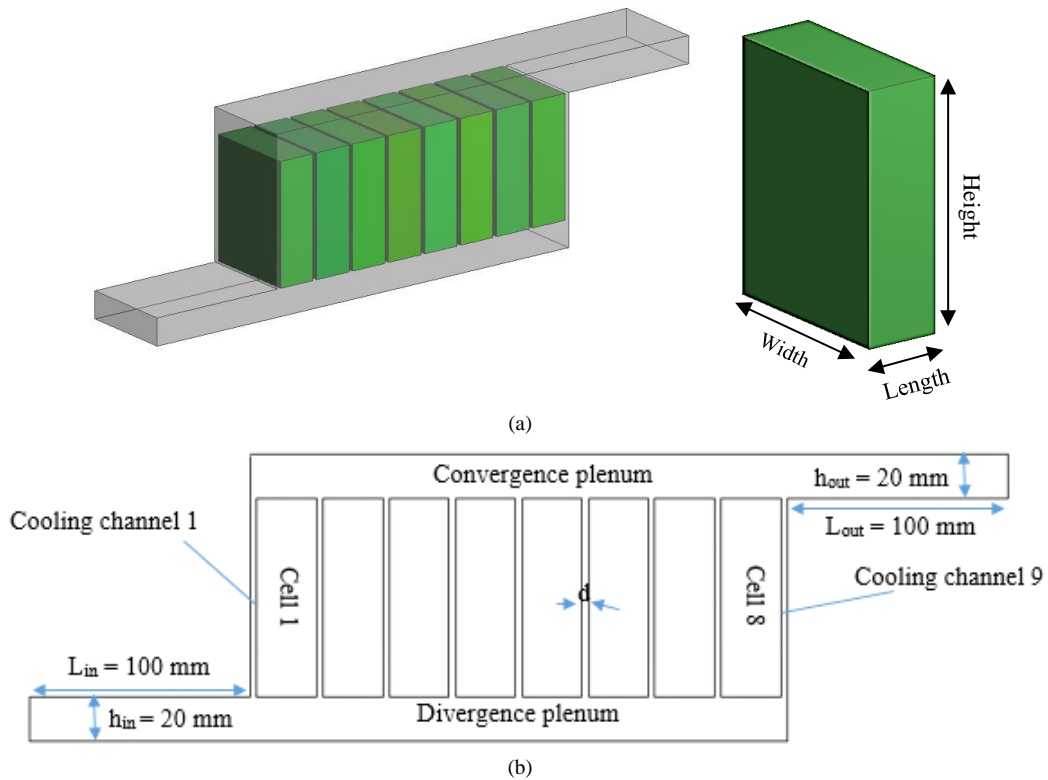 Height
Width
Length
(a)
Convergence plenum
hout = 20 mm
Lout = 100 mm
Cooling channel 1
Cell 1
d
Cell 8
Cooling channel 9
Lin = 100 mm
hin = 20 mm
Divergence plenum
(b)